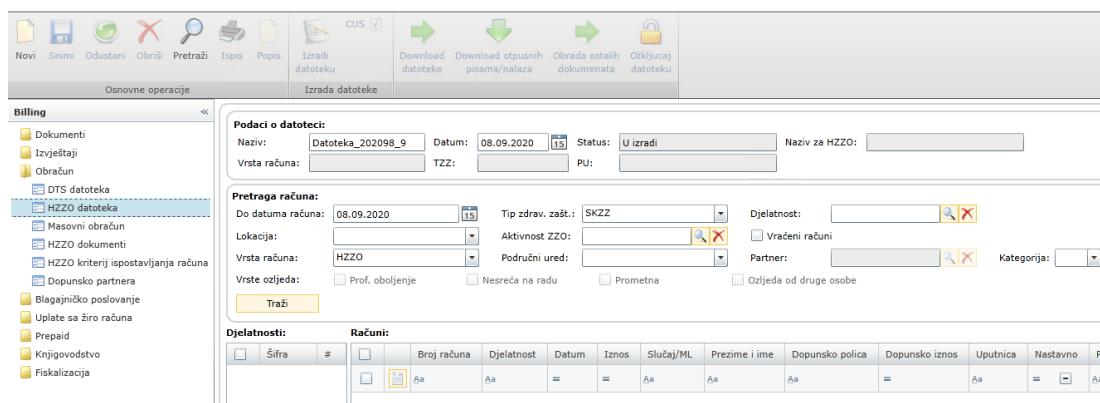 CUS
Novi Snimi Odustani Obriši Pretraži Ispis Popis Izradi datoteku Download datoteke Download otpusnih pisama/nalaza Obrada ostalih dokumenata Otključaj datoteku
Osnovne operacije Izrada datoteke
Billing «
Dokumenti
Izvještaji
Obračun
DTS datoteka
HZZO datoteka
Masovni obračun
HZZO dokumenti
HZZO kriterij ispostavljanja računa
Dopunsko partnera
Blagajničko poslovanje
Uplate sa žiro računa
Prepaid
Knjigovodstvo
Fiskalizacija
Podaci o datoteci:
Naziv: Datoteka_202098_9 Datum: 08.09.2020 15 Status: U izradi Naziv za HZZO:
Vrsta računa: TZZ: PU:
Pretraga računa:
Do datuma računa: 08.09.2020 15 Tip zdrav. zašt.: SKZZ Djelatnost:
Lokacija: Aktivnost ZZO: Vraćeni računi
Vrsta računa: HZZO Područni ured: Partner: Kategorija:
Vrste ozljeda: Prof. oboljenje Nesreća na radu Prometna Ozljeda od druge osobe
Traži
Djelatnosti: Računi:
Šifra # Broj računa Djelatnost Datum Iznos Slučaj/ML Prezime i ime Dopunsko polica Dopunsko iznos Uputnica Nastavno
Aa Aa = = Aa Aa Aa = Aa =